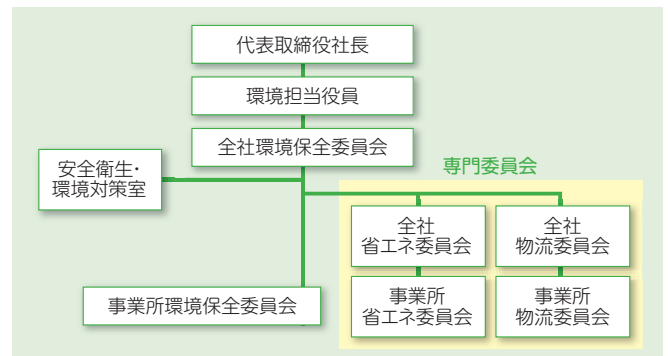 代表取締役社長
環境担当役員
全社環境保全委員会
安全衛生・
環境対策室
専門委員会
全社
省エネ委員会
全社
物流委員会
事業所環境保全委員会
事業所
省エネ委員会
事業所
物流委員会